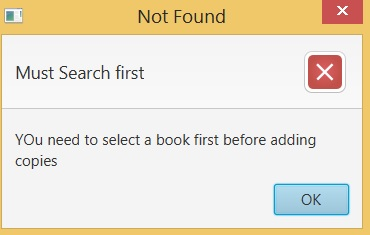 Not Found
Must Search first
YOu need to select a book first before adding
copies
OK